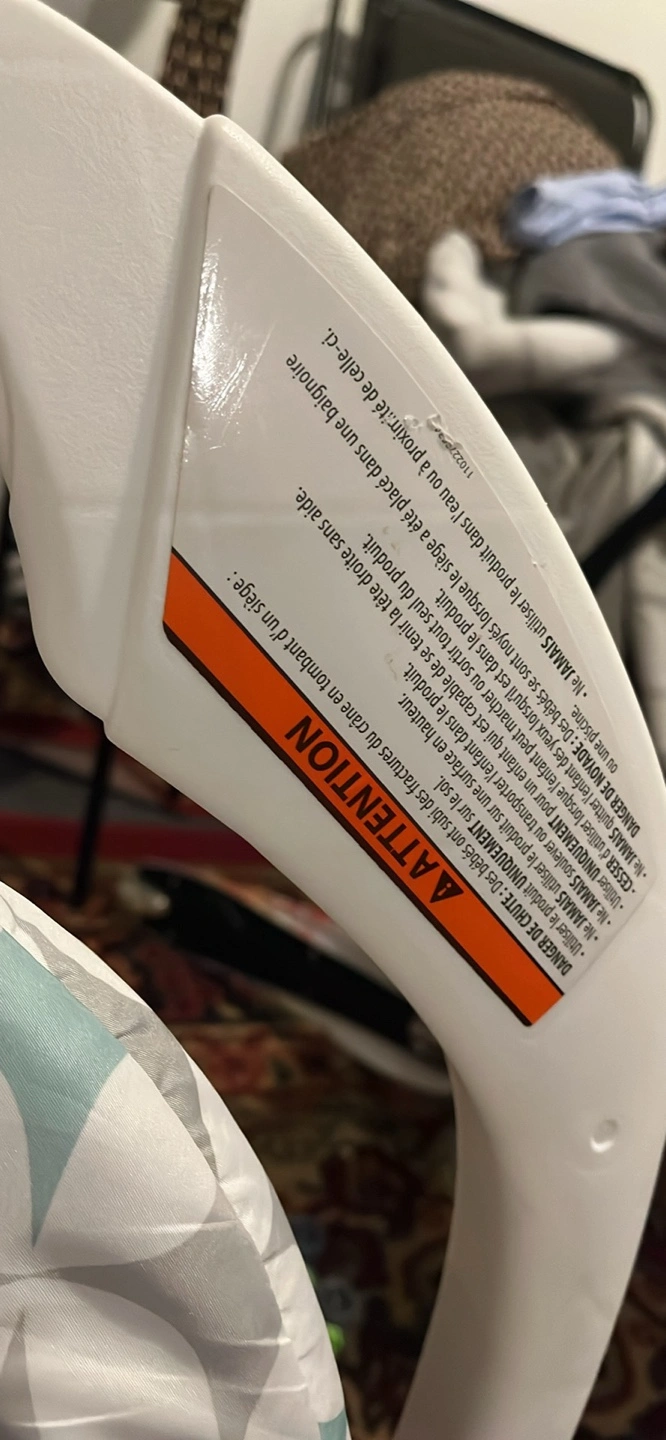 ⚠ ATTENTION
DANGER DE CHUTE : Des bébés ont subi des fractures du crâne en tombant d'un siège :
• Utiliser le produit UNIQUEMENT sur le sol.
• Ne JAMAIS utiliser le produit sur une surface en hauteur.
• Ne JAMAIS soulever ou transporter l'enfant dans le produit.
• Utiliser UNIQUEMENT pour un enfant qui est capable de se tenir la tête droite sans aide.
• CESSER d'utiliser lorsque l'enfant peut marcher ou sortir tout seul du produit.
• Ne JAMAIS quitter l'enfant des yeux lorsqu'il est dans le produit.
DANGER DE NOYADE : Des bébés se sont noyés lorsque le siège a été placé dans une baignoire
ou une piscine.
• Ne JAMAIS utiliser le produit dans l'eau ou à proximité de celle-ci.